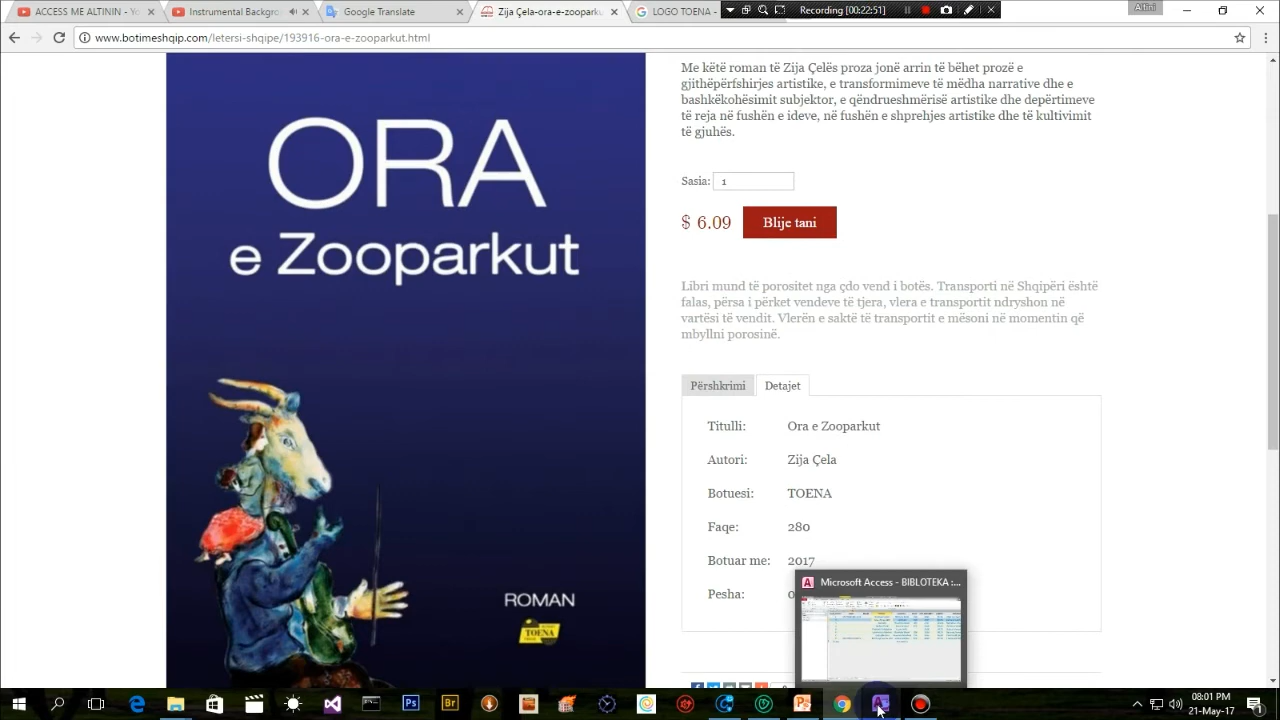 ACCESS ME ALTININ - Yo
Instrumental Backgro
Google Translate
Zija Çela-ora-e-zooparku
LOGO TOENA -
Recording [00:22:51]
Altini
www.botimeshqip.com/letersi-shqipe/193916-ora-e-zooparkut.html
ORA
e Zooparkut
ROMAN
TOENA
Me këtë roman të Zija Çelës proza jonë arrin të bëhet prozë e
gjithëpërfshirjes artistike, e transformimeve të mëdha narrative dhe e
bashkëkohësimit subjektor, e qëndrueshmërisë artistike dhe depërtimeve
të reja në fushën e ideve, në fushën e shprehjes artistike dhe të kultivimit
të gjuhës.
Sasia: 1
$ 6.09 Blije tani
Libri mund të porositet nga çdo vend i botës. Transporti në Shqipëri është
falas, përsa i përket vendeve të tjera, vlera e transportit ndryshon në
vartësi të vendit. Vlerën e saktë të transportit e mësoni në momentin që
mbyllni porosinë.
Përshkrimi Detajet
Titulli: Ora e Zooparkut
Autori: Zija Çela
Botuesi: TOENA
Faqe: 280
Botuar me: 2017
Pesha: 0
Microsoft Access - BIBLOTEKA :...
08:01 PM
21-May-17